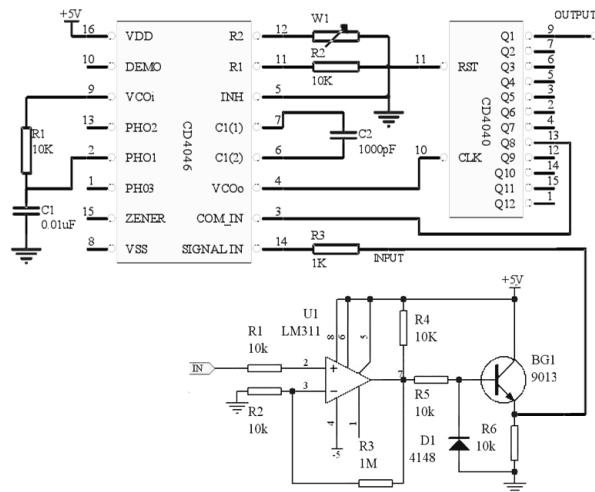 +5V
OUTPUT
16 VDD R2 12 W1
10 DEMO R1 11 R2 10K
9 VCOi INH 5
13 PHO2 C1(1) 7
2 PHO1 C1(2) 6
1 PH03 VCOo 4
15 ZENER COM_IN 3
8 VSS SIGNAL IN 14
CD4046
R1
10K
C1
0.01uF
C2
1000pF
R3
1K
INPUT
11 RST
10 CLK
CD4040
Q1 9
Q2 7
Q3 6
Q4 5
Q5 3
Q6 2
Q7 4
Q8 13
Q9 12
Q10 14
Q11 15
Q12 1
+5V
U1
LM311
R4
10K
BG1
9013
IN
R1
10k
R2
10k
2
3
+
-
8
6
5
7
4
1
-5
R3
1M
R5
10k
D1
4148
R6
10k